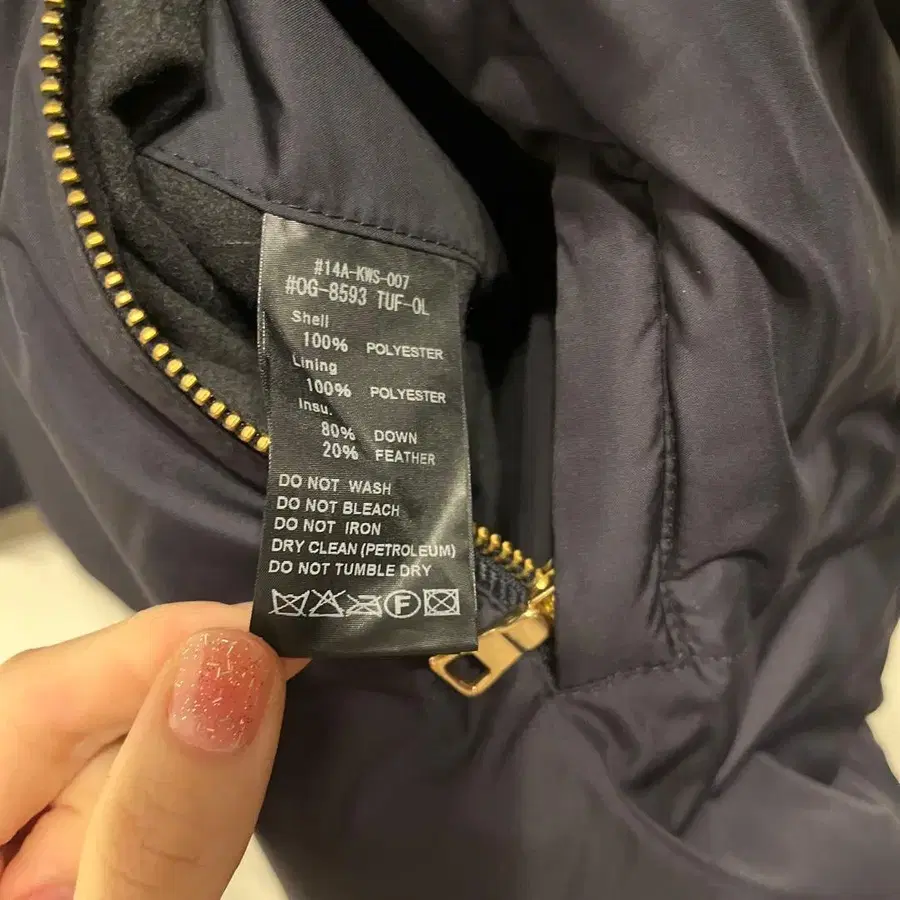 #14A-KWS-007
#OG-8593 TUF-OL
Shell
100% POLYESTER
Lining
100% POLYESTER
Insu.
80% DOWN
20% FEATHER
DO NOT WASH
DO NOT BLEACH
DO NOT IRON
DRY CLEAN (PETROLEUM)
DO NOT TUMBLE DRY
F